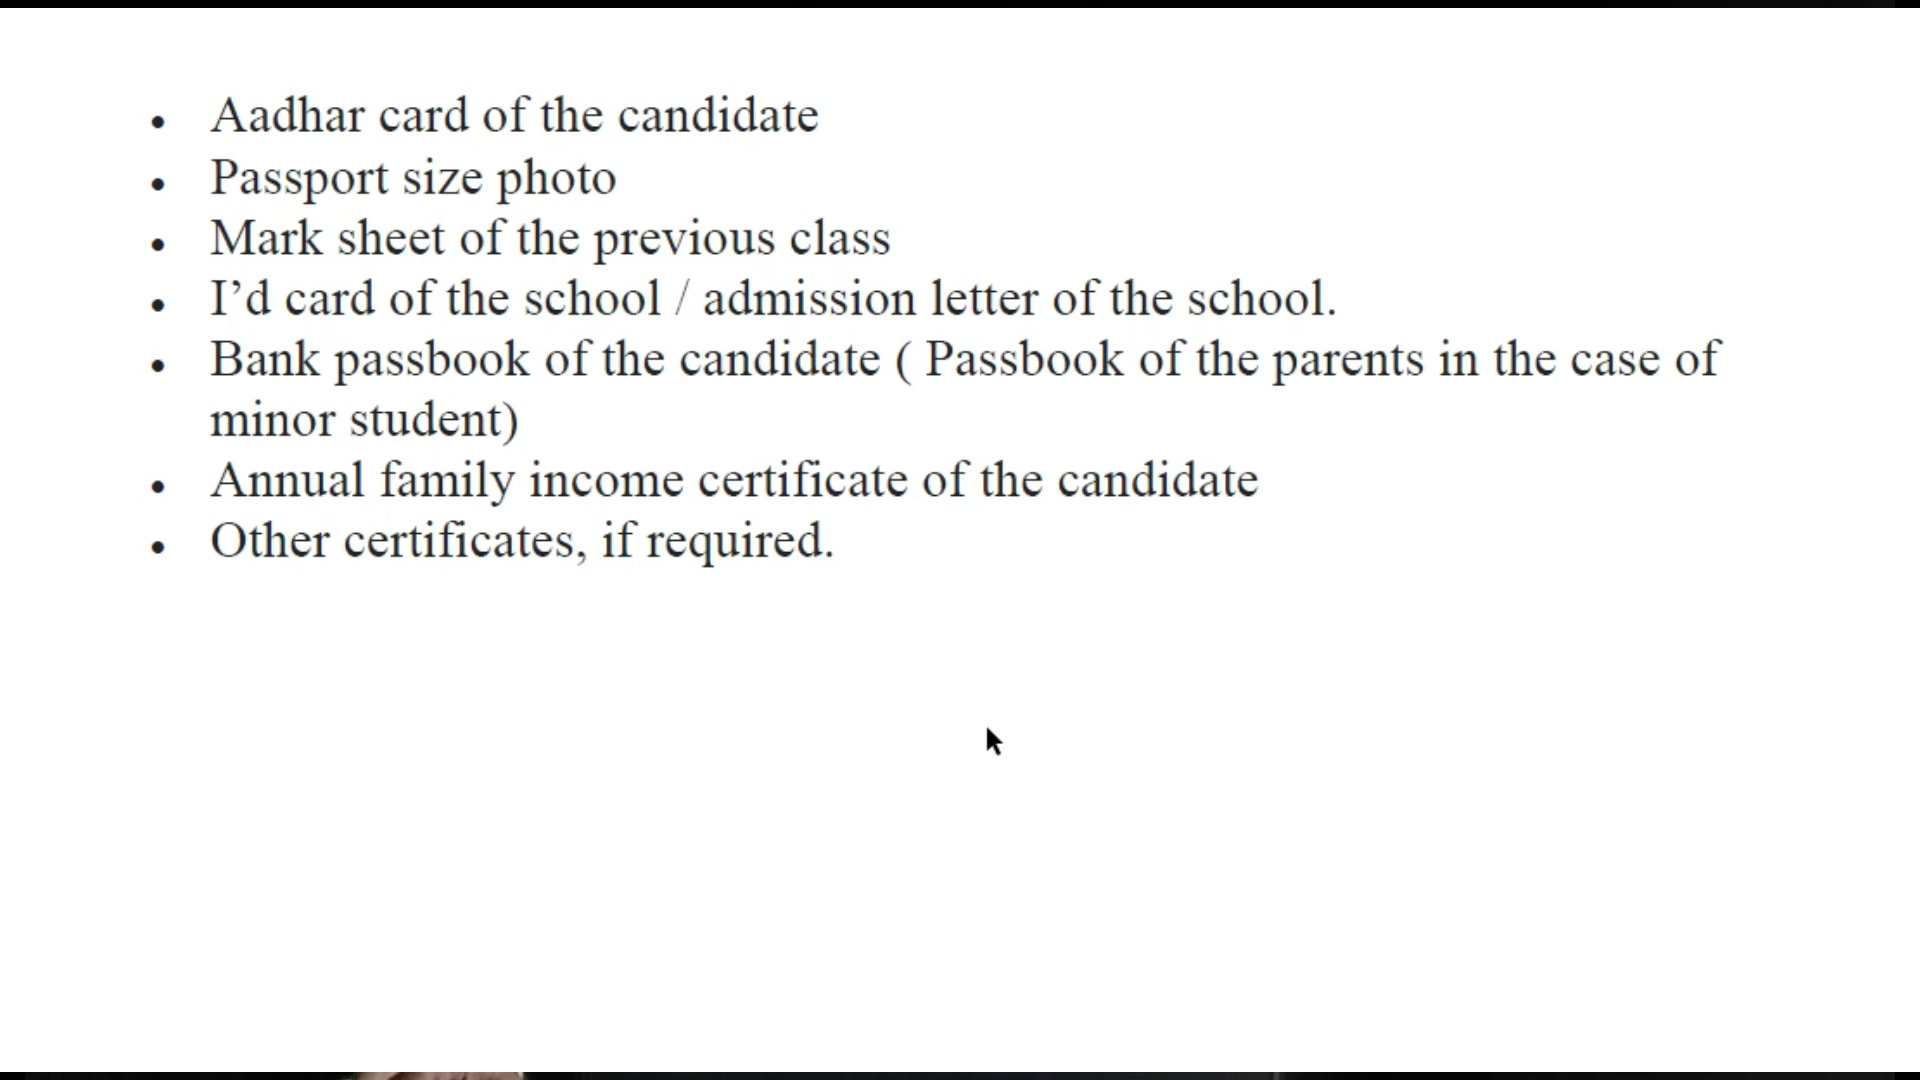 • Aadhar card of the candidate
• Passport size photo
• Mark sheet of the previous class
• I’d card of the school / admission letter of the school.
• Bank passbook of the candidate ( Passbook of the parents in the case of
minor student)
• Annual family income certificate of the candidate
• Other certificates, if required.